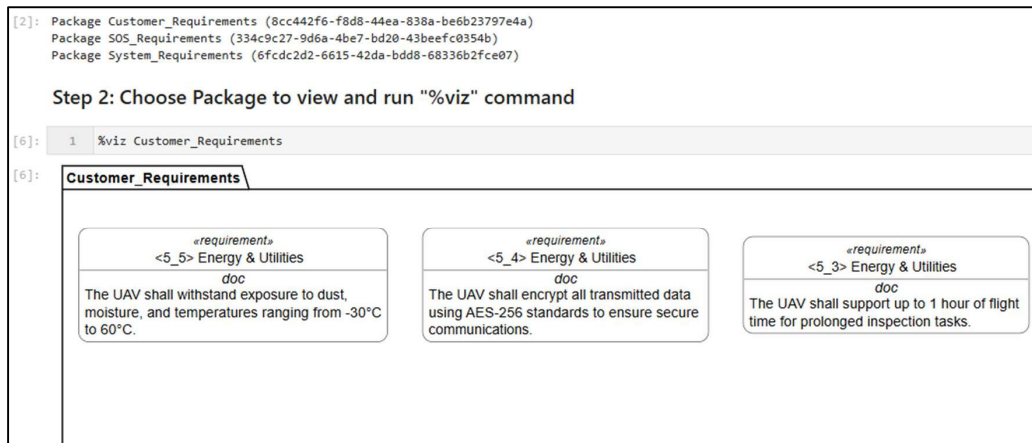 [2]: Package Customer_Requirements (8cc442f6-f8d8-44ea-838a-be6b23797e4a)
Package SOS_Requirements (334c9c27-9d6a-4be7-bd20-43beefc0354b)
Package System_Requirements (6fcdc2d2-6615-42da-bdd8-68336b2fce07)
Step 2: Choose Package to view and run "%viz" command
[6]: 1 %viz Customer_Requirements
[6]:
Customer_Requirements
«requirement»
<5_5> Energy & Utilities
doc
The UAV shall withstand exposure to dust,
moisture, and temperatures ranging from -30°C
to 60°C.
«requirement»
<5_4> Energy & Utilities
doc
The UAV shall encrypt all transmitted data
using AES-256 standards to ensure secure
communications.
«requirement»
<5_3> Energy & Utilities
doc
The UAV shall support up to 1 hour of flight
time for prolonged inspection tasks.